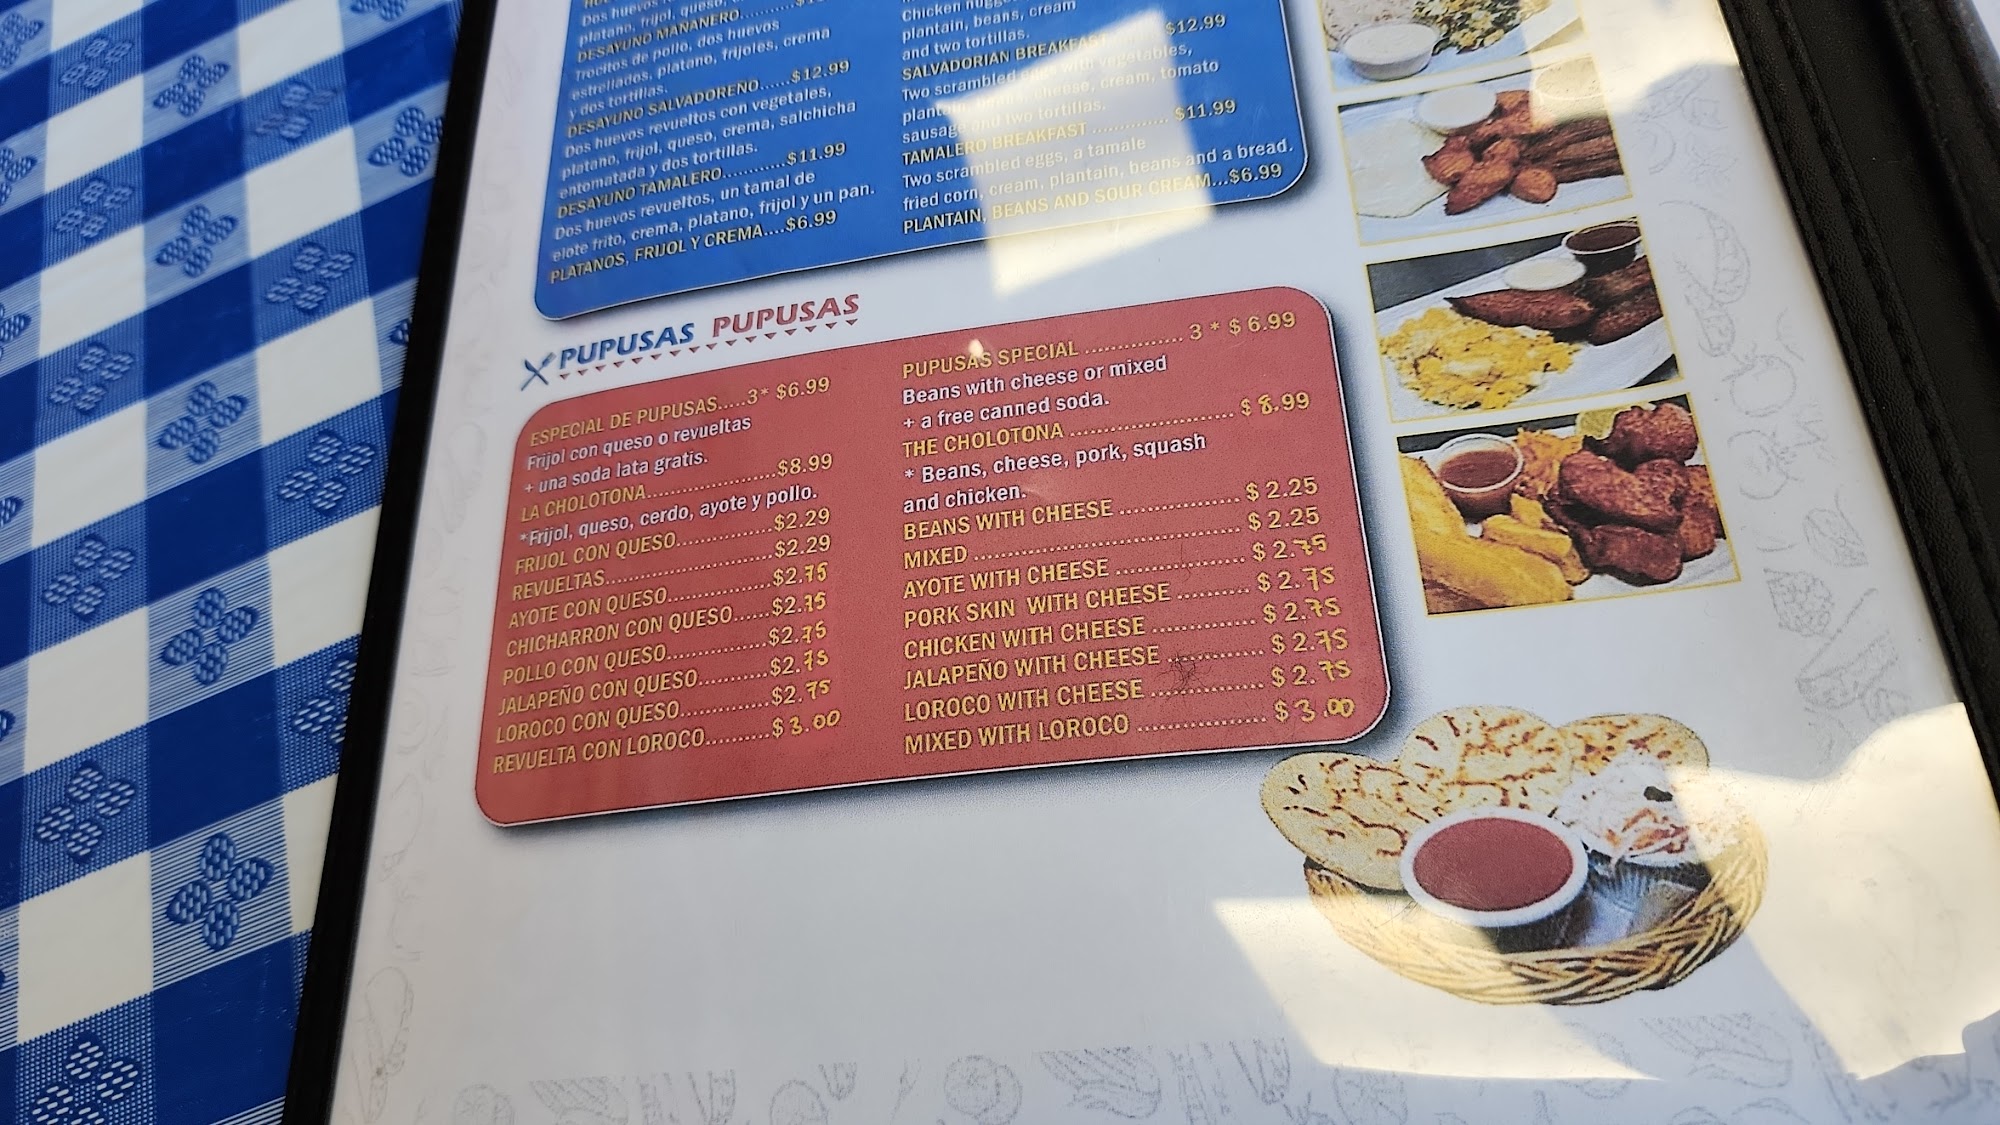 Dos huevos
platano, frijol, queso,
DESAYUNO MAÑANERO
Trocitos de pollo, dos huevos
estrellados, platano, frijoles, crema
y dos tortillas.
DESAYUNO SALVADOREÑO.....$12.99
Dos huevos revueltos con vegetales,
platano, frijol, queso, crema, salchicha
entomatada y dos tortillas.
DESAYUNO TAMALERO..........$11.99
Dos huevos revueltos, un tamal de
elote frito, crema, platano, frijol y un pan.
PLATANOS, FRIJOL Y CREMA....$6.99
Chicken
plantain, beans, cream
and two tortillas.
SALVADORIAN BREAKFAST $12.99
Two scrambled eggs with vegetables,
plantain, beans, cheese, cream, tomato
sausage and two tortillas.
TAMALERO BREAKFAST .............. $11.99
Two scrambled eggs, a tamale
fried corn, cream, plantain, beans and a bread.
PLANTAIN, BEANS AND SOUR CREAM...$6.99
PUPUSAS PUPUSAS
ESPECIAL DE PUPUSAS.....3* $6.99
Frijol con queso o revueltas
+ una soda lata gratis.
LA CHOLOTONA....................$8.99
*Frijol, queso, cerdo, ayote y pollo.
FRIJOL CON QUESO...............$2.29
REVUELTAS..........................$2.29
AYOTE CON QUESO................$2.75
CHICHARRON CON QUESO......$2.75
POLLO CON QUESO................$2.75
JALAPEÑO CON QUESO...........$2.75
LOROCO CON QUESO..............$2.75
REVUELTA CON LOROCO..........$3.00
PUPUSAS SPECIAL ............... 3 * $ 6.99
Beans with cheese or mixed
+ a free canned soda.
THE CHOLOTONA ......................... $ 8.99
* Beans, cheese, pork, squash
and chicken.
BEANS WITH CHEESE .................. $ 2.25
MIXED ........................................ $ 2.25
AYOTE WITH CHEESE ................... $ 2.75
PORK SKIN WITH CHEESE .......... $ 2.75
CHICKEN WITH CHEESE ............... $ 2.75
JALAPEÑO WITH CHEESE .............. $ 2.75
LOROCO WITH CHEESE ................ $ 2.75
MIXED WITH LOROCO ................. $ 3.00